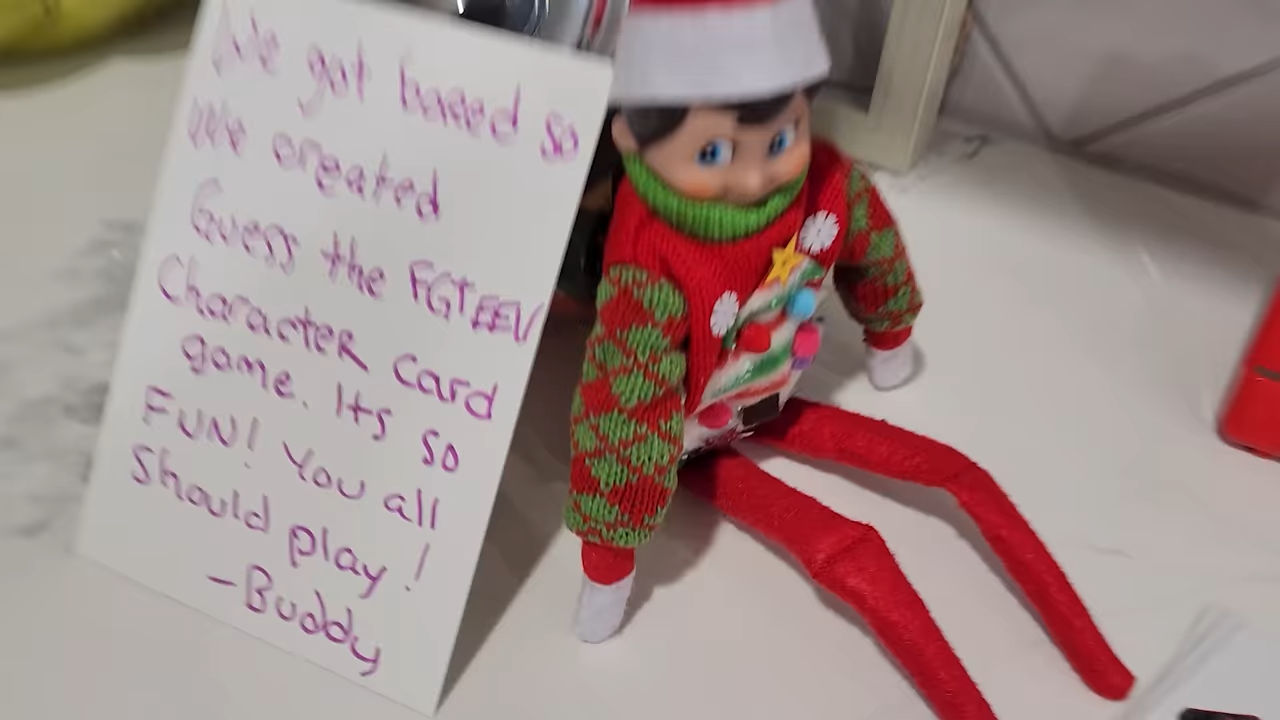 We got bored so
We created
Guess the FGTEEV
Character Card
game. Its so
FUN! You all
should play!
-Buddy